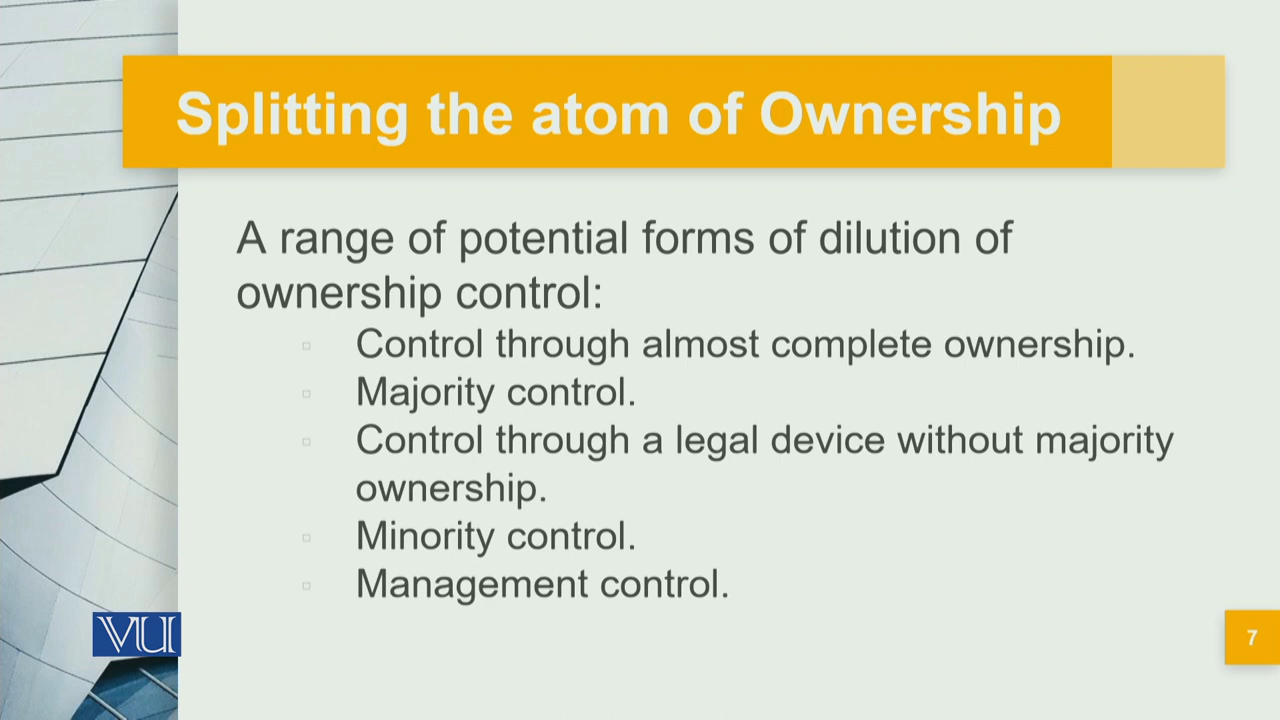 Splitting the atom of Ownership
A range of potential forms of dilution of
ownership control:
Control through almost complete ownership.
Majority control.
Control through a legal device without majority
ownership.
Minority control.
Management control.
VU
7